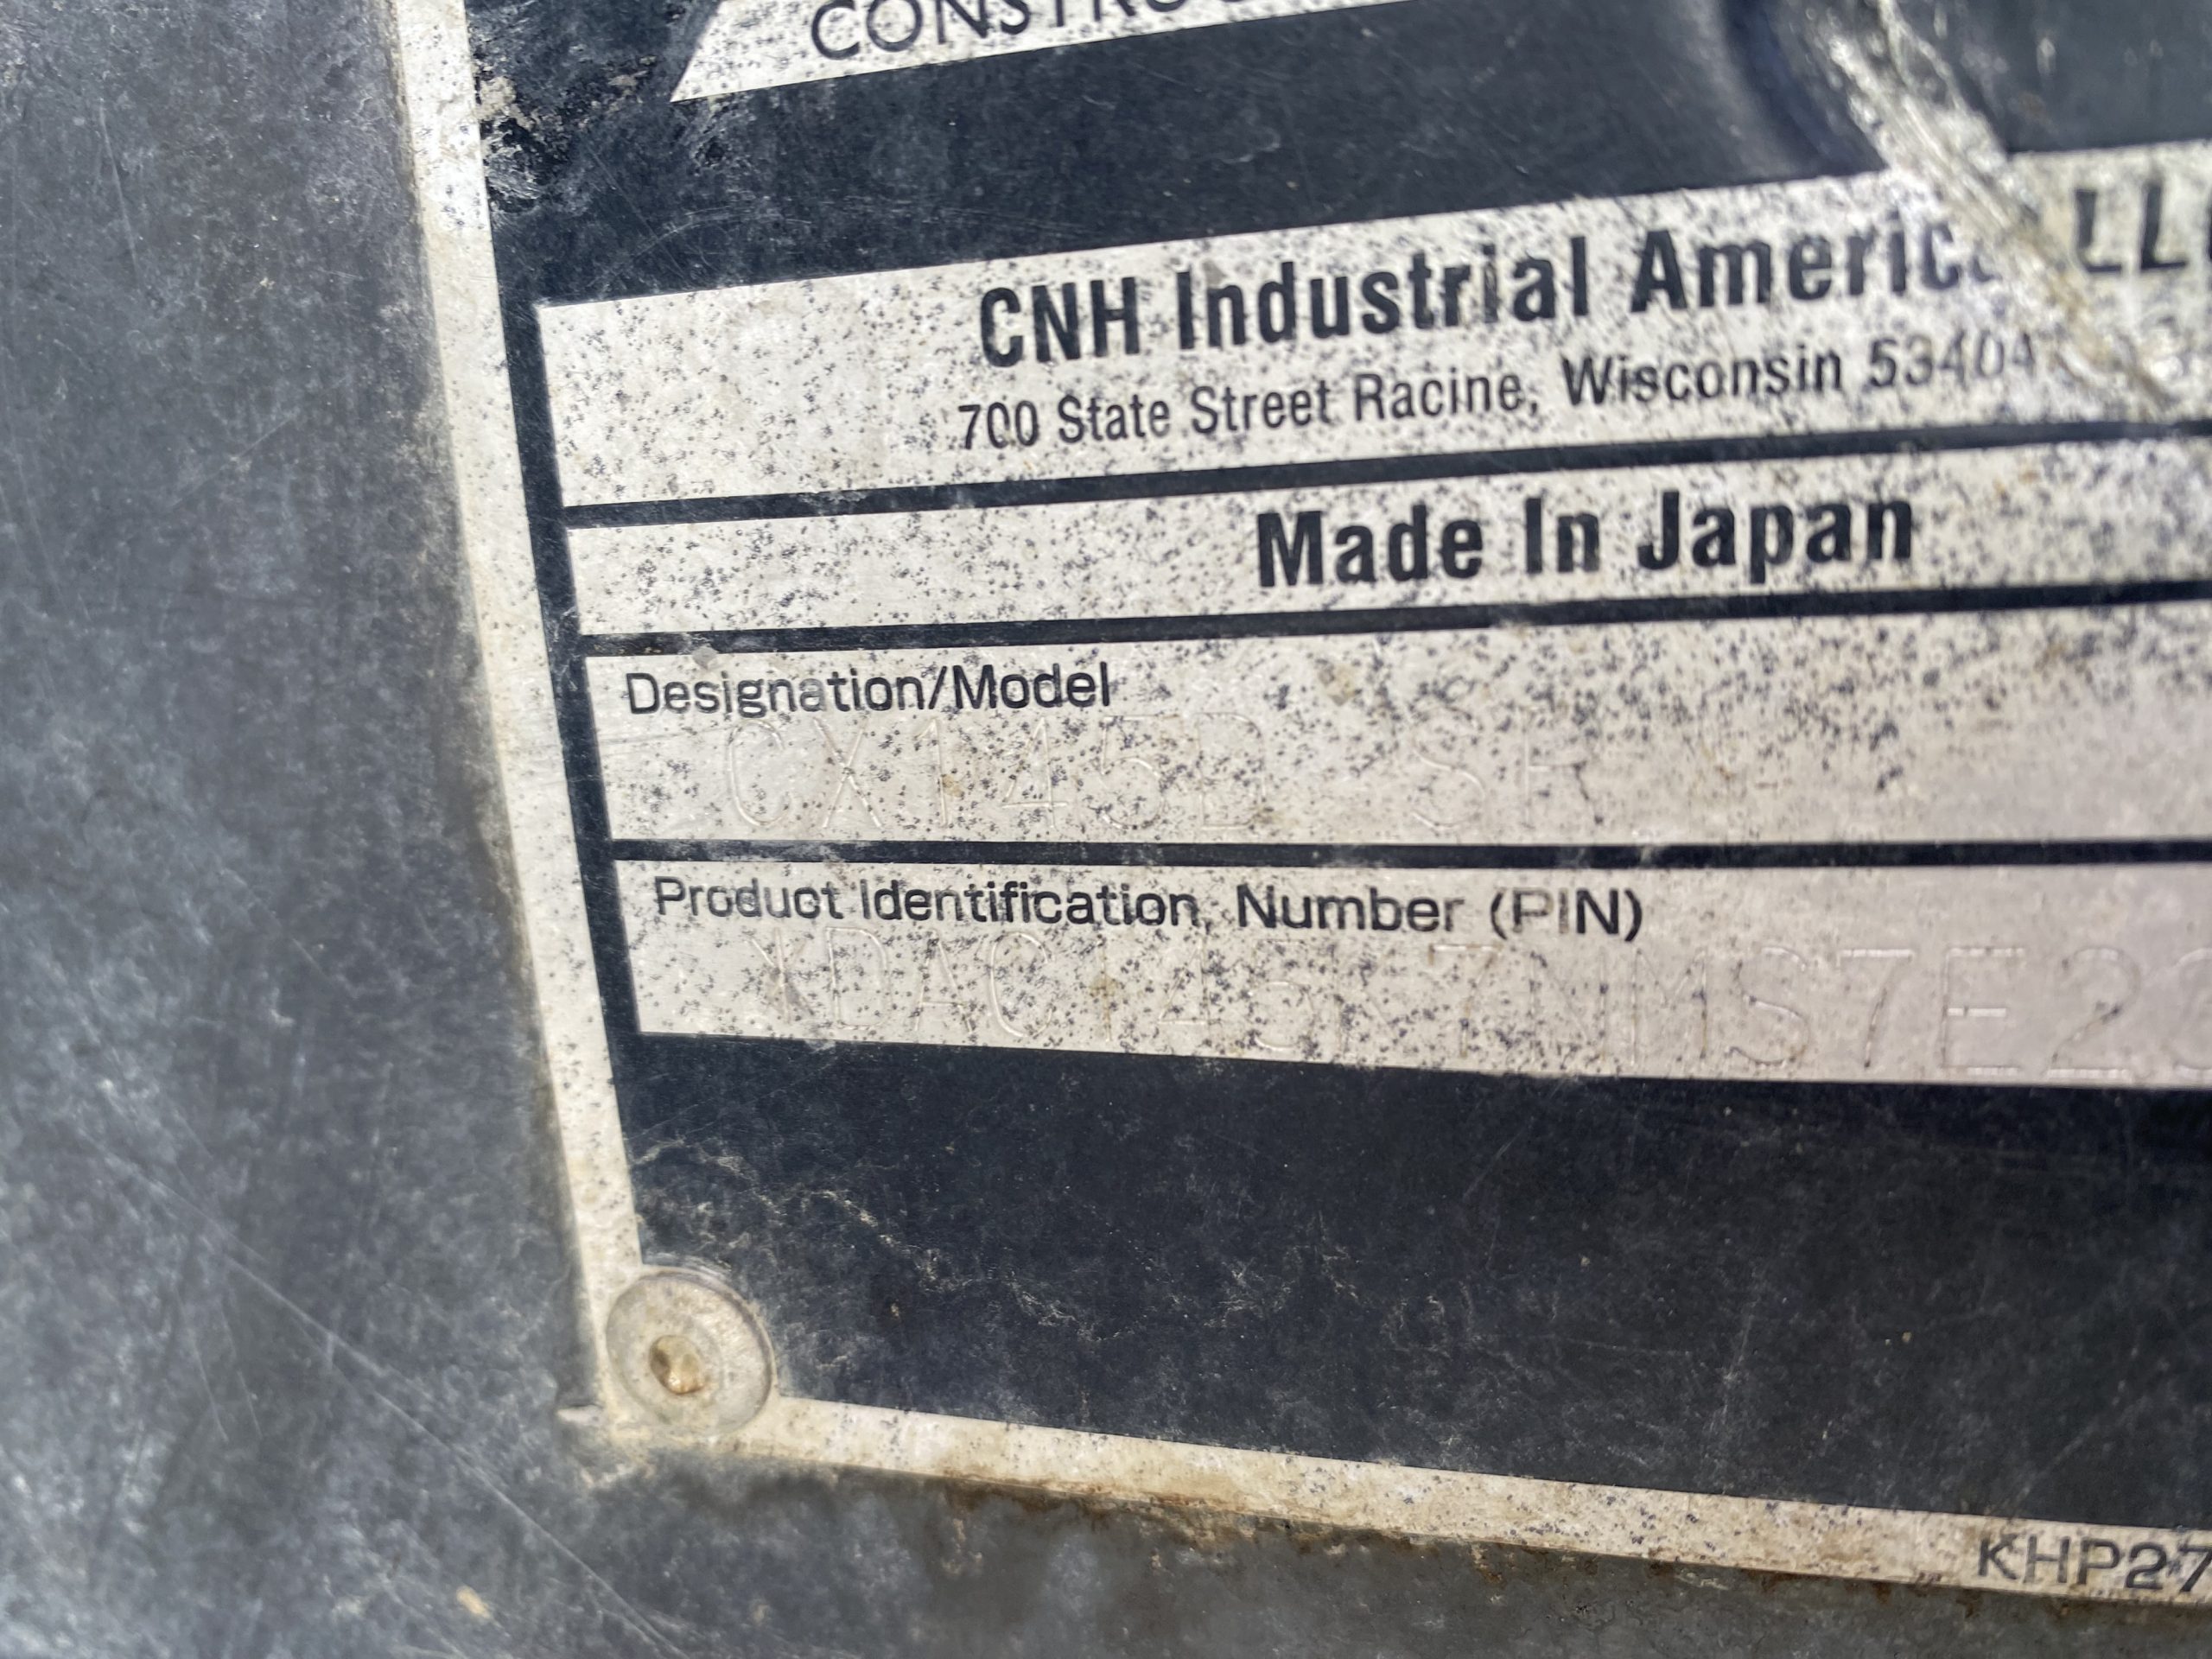 CONSTRUC
CNH Industrial America LLC
700 State Street Racine, Wisconsin 53404
Made In Japan
Designation/Model
CX145D SR
Product Identification Number (PIN)
KHP27